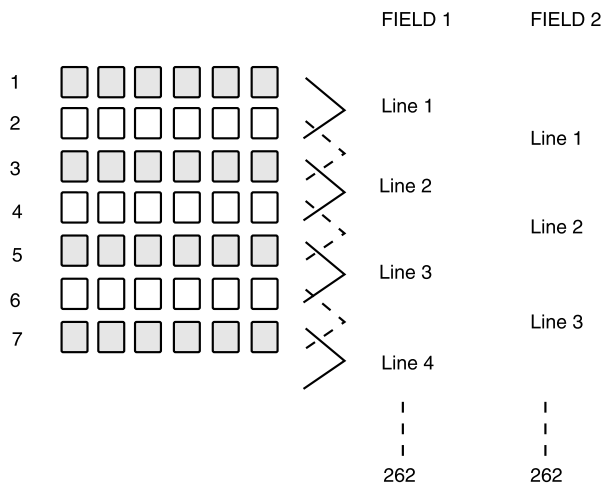 FIELD 1 FIELD 2
1
Line 1
2
Line 1
3
Line 2
4
Line 2
5
Line 3
6
Line 3
7
Line 4
262 262